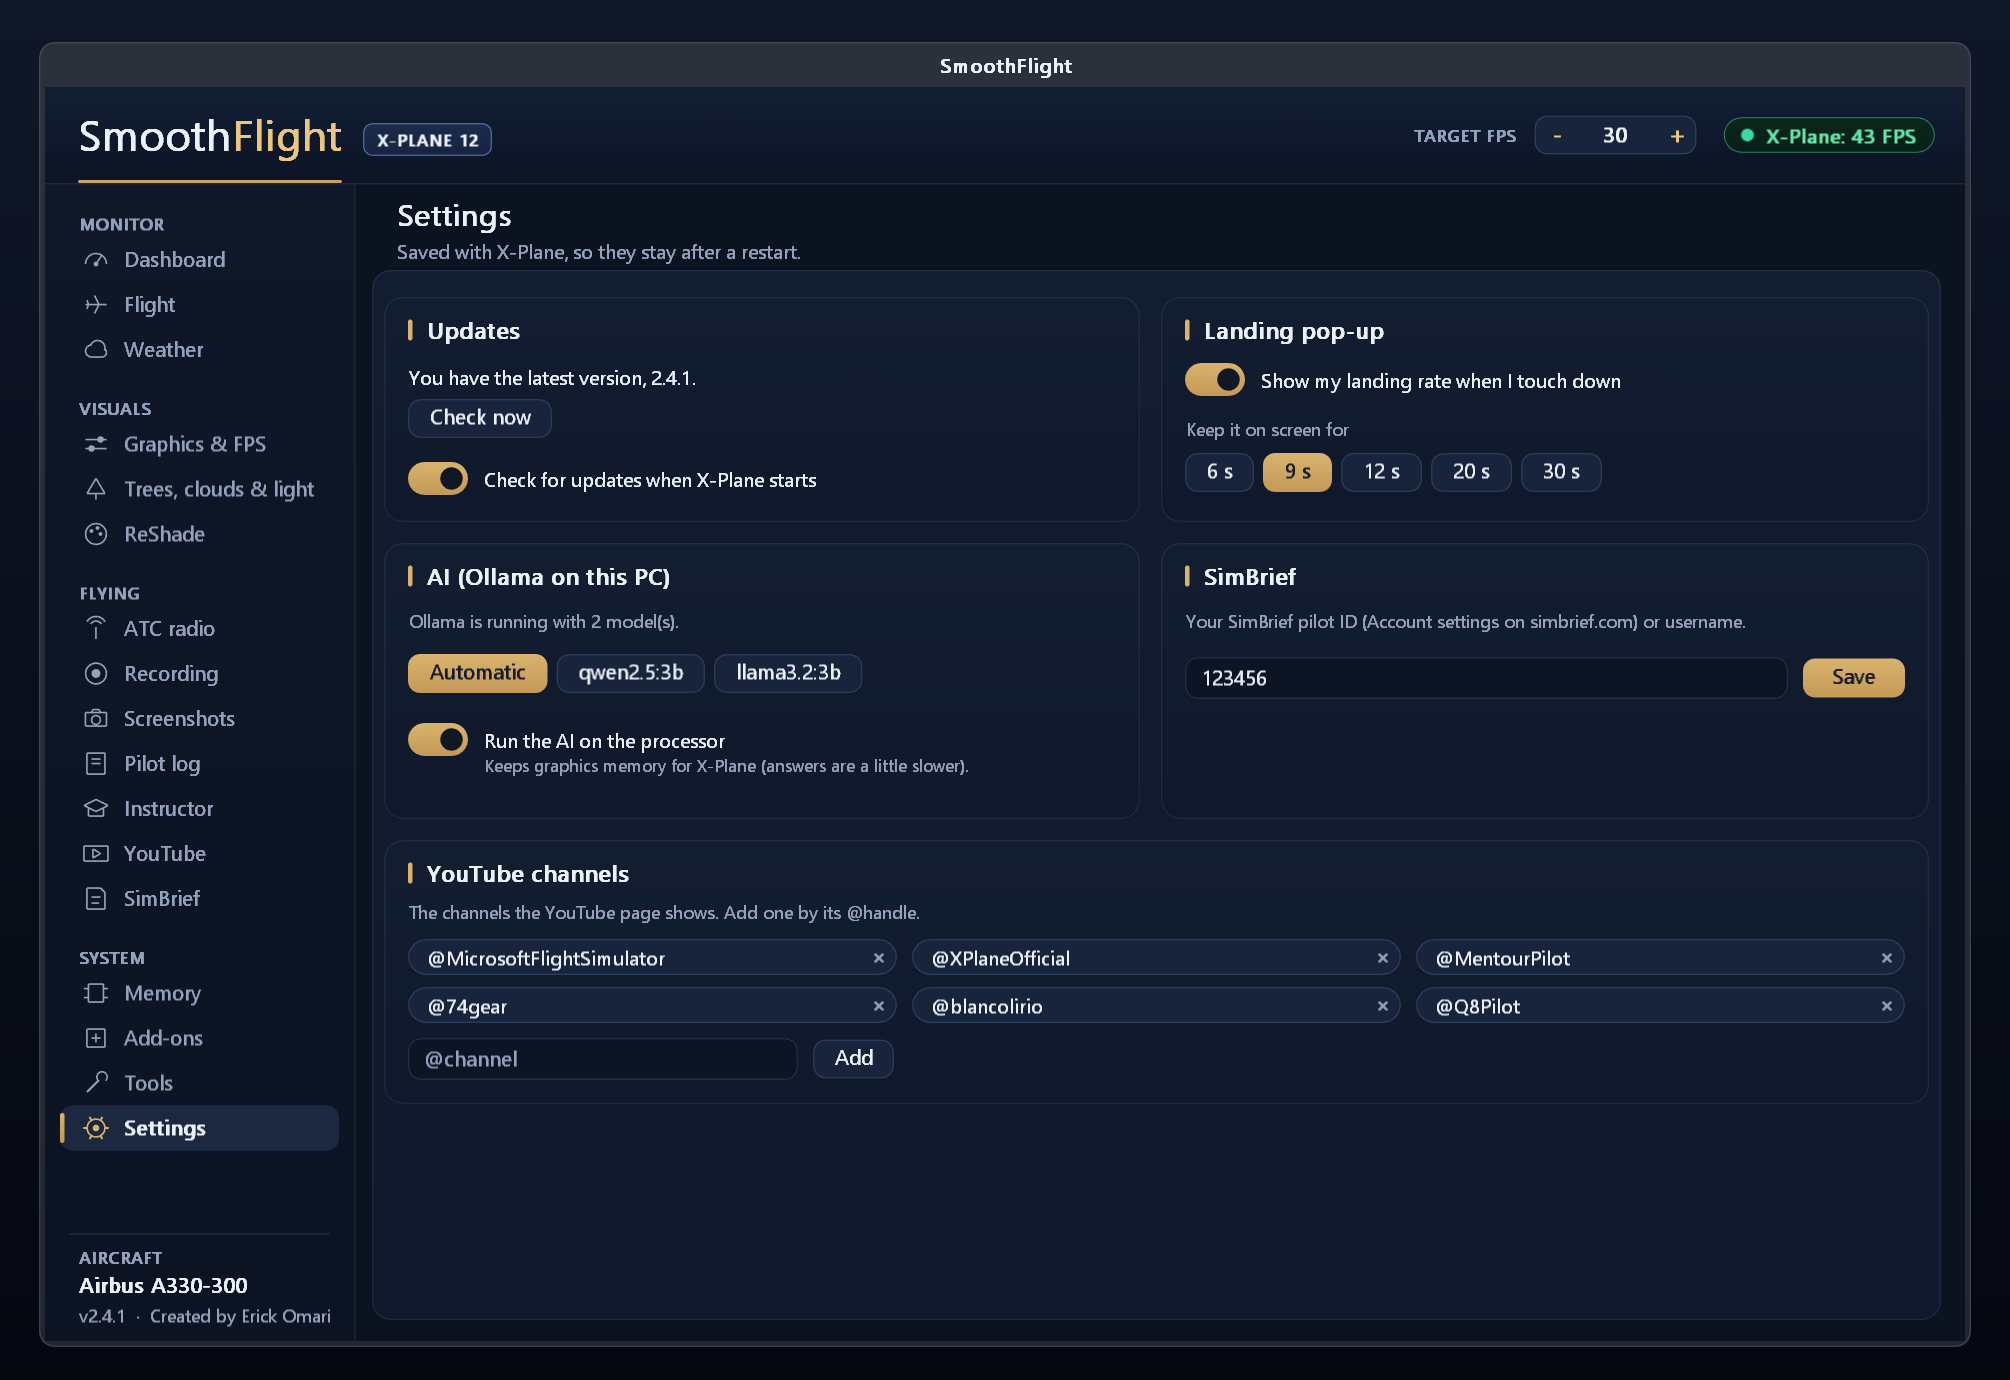 SmoothFlight
SmoothFlight
X-PLANE 12
TARGET FPS
- 30 +
X-Plane: 43 FPS
MONITOR
Dashboard
Flight
Weather
VISUALS
Graphics & FPS
Trees, clouds & light
ReShade
FLYING
ATC radio
Recording
Screenshots
Pilot log
Instructor
YouTube
SimBrief
SYSTEM
Memory
Add-ons
Tools
Settings
AIRCRAFT
Airbus A330-300
v2.4.1 · Created by Erick Omari
Settings
Saved with X-Plane, so they stay after a restart.
Updates
You have the latest version, 2.4.1.
Check now
Check for updates when X-Plane starts
Landing pop-up
Show my landing rate when I touch down
Keep it on screen for
6 s 9 s 12 s 20 s 30 s
AI (Ollama on this PC)
Ollama is running with 2 model(s).
Automatic qwen2.5:3b llama3.2:3b
Run the AI on the processor
Keeps graphics memory for X-Plane (answers are a little slower).
SimBrief
Your SimBrief pilot ID (Account settings on simbrief.com) or username.
123456
Save
YouTube channels
The channels the YouTube page shows. Add one by its @handle.
@MicrosoftFlightSimulator × @XPlaneOfficial × @MentourPilot ×
@74gear × @blancolirio × @Q8Pilot ×
@channel Add